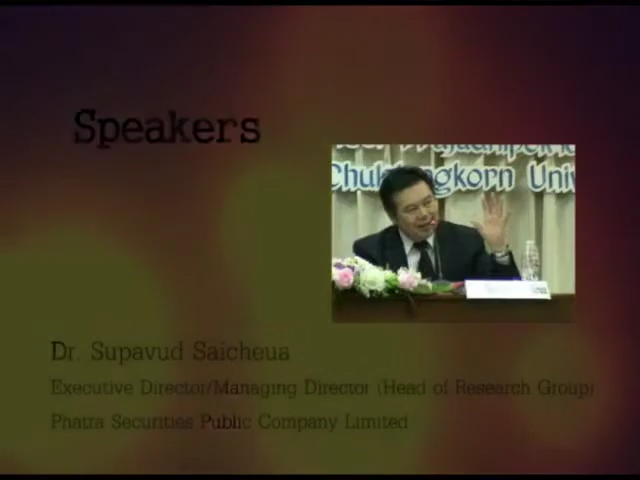 Speakers
Chulalongkorn Univ
Dr. Supavud Saicheua
Executive Director/Managing Director (Head of Research Group)
Phatra Securities Public Company Limited